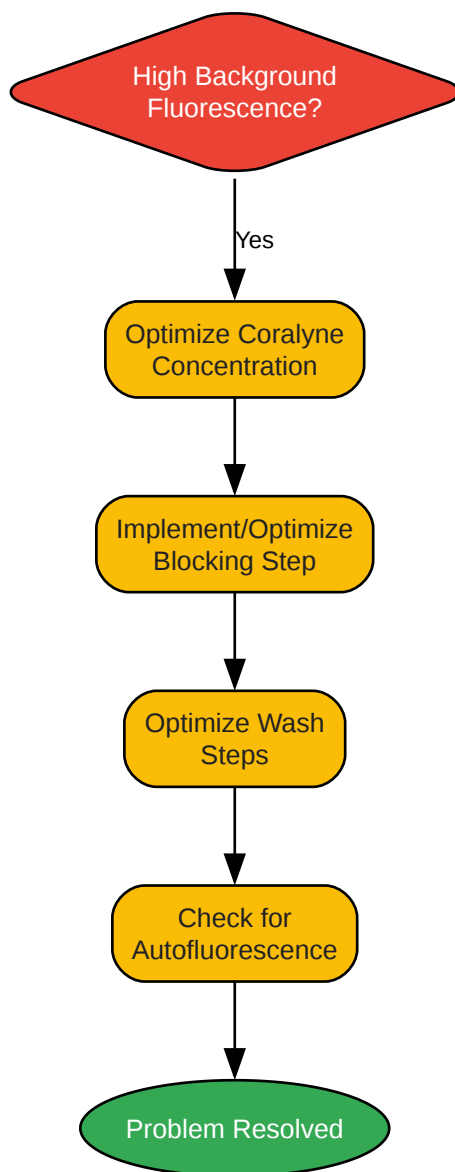 High Background
Fluorescence?
Yes
Optimize Coralyne
Concentration
Implement/Optimize
Blocking Step
Optimize Wash
Steps
Check for
Autofluorescence
Problem Resolved